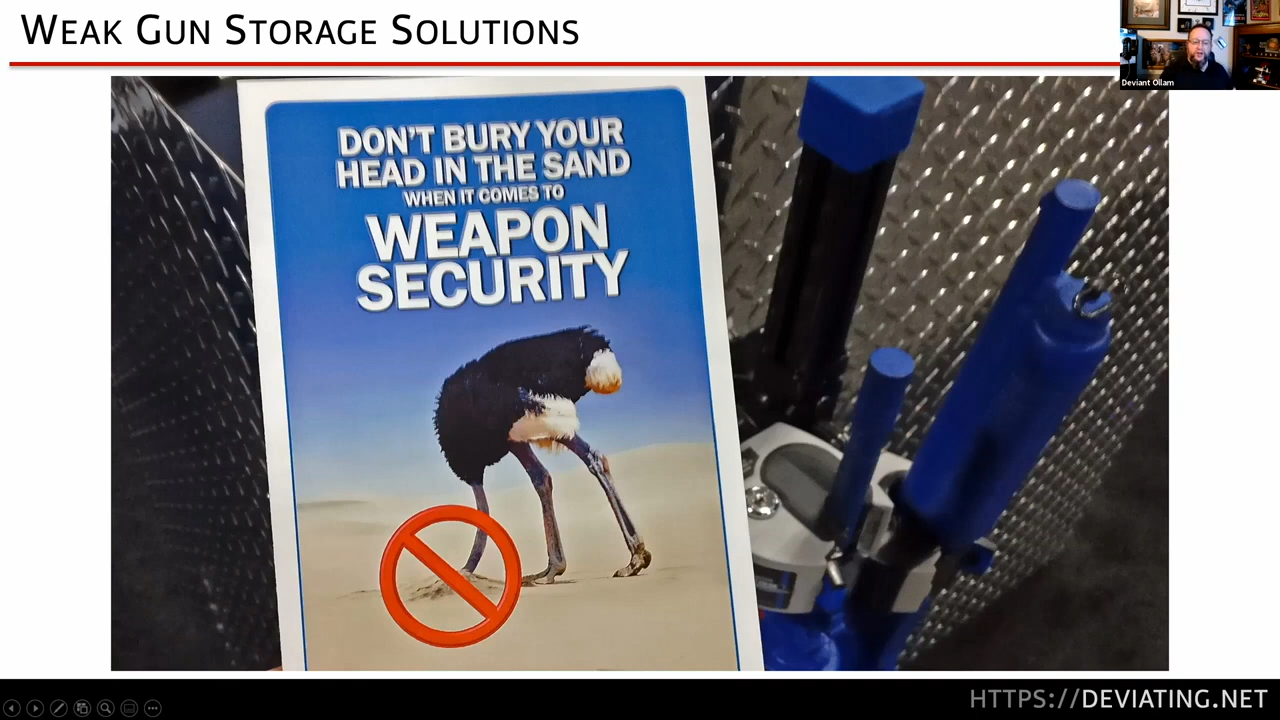 WEAK GUN STORAGE SOLUTIONS
Deviant Ollam
DON'T BURY YOUR
HEAD IN THE SAND
WHEN IT COMES TO
WEAPON
SECURITY
HTTPS://DEVIATING.NET